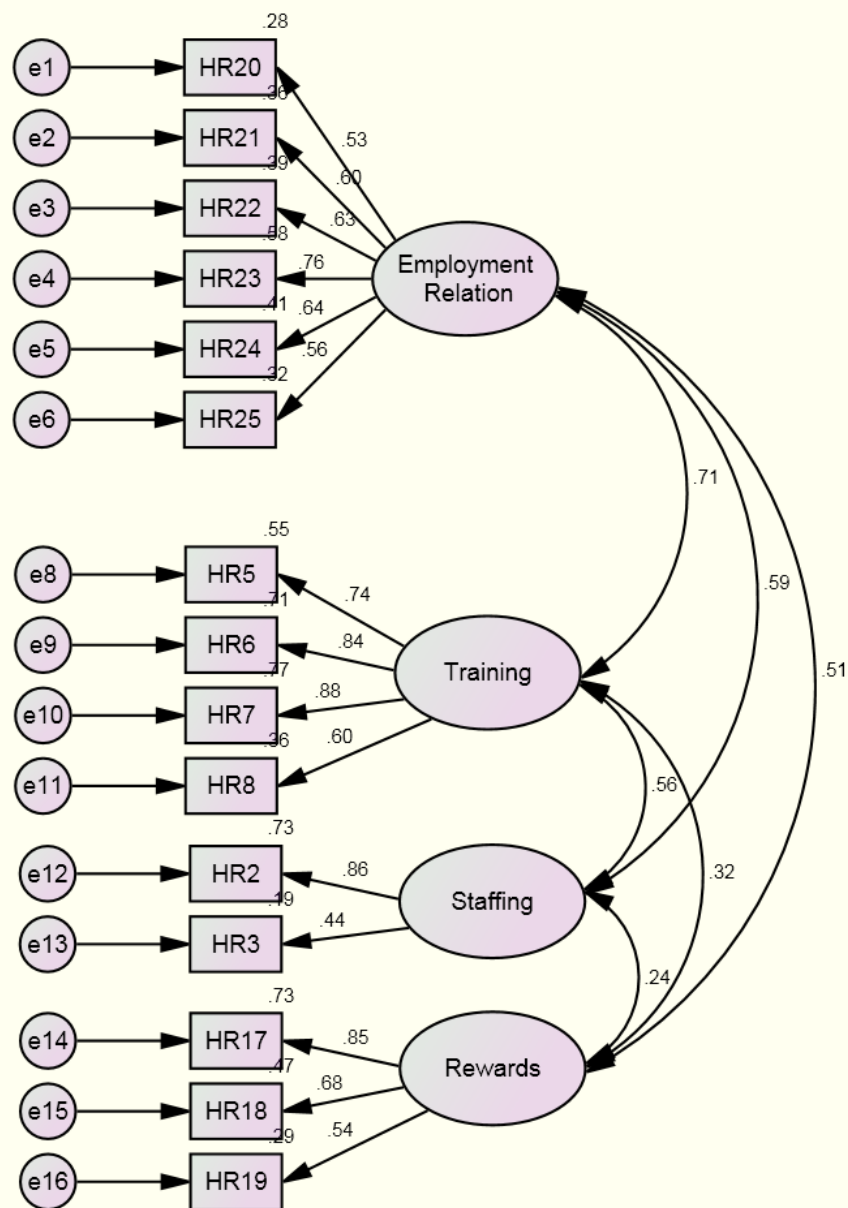 .28
e1
HR20
.36
e2
HR21
.53
.39
.60
e3
HR22
.63
.58
Employment
Relation
e4
HR23
.76
.41
.64
e5
HR24
.56
.32
e6
HR25
.71
.55
e8
HR5
.74
.59
.71
e9
HR6
.84
.77
Training
.51
e10
HR7
.88
.36
.60
e11
HR8
.56
.73
e12
HR2
.86
.32
.19
Staffing
e13
HR3
.44
.24
.73
e14
HR17
.85
.47
Rewards
e15
HR18
.68
.29
.54
e16
HR19